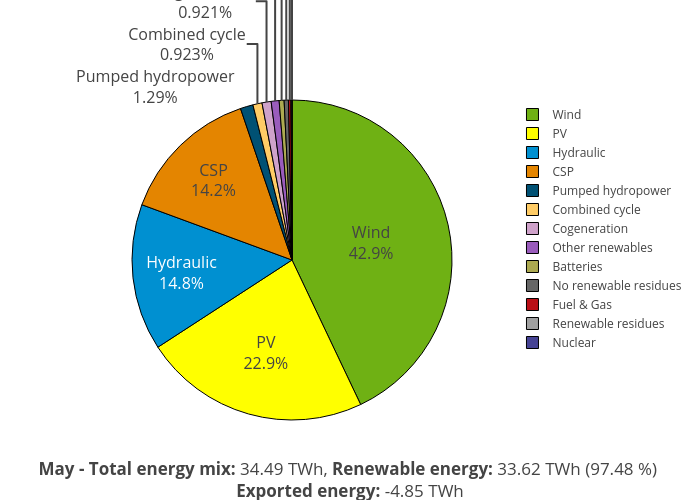 0.921%
Combined cycle
0.923%
Pumped hydropower
1.29%
CSP
14.2%
Wind
42.9%
Hydraulic
14.8%
PV
22.9%
Wind
PV
Hydraulic
CSP
Pumped hydropower
Combined cycle
Cogeneration
Other renewables
Batteries
No renewable residues
Fuel & Gas
Renewable residues
Nuclear
May - Total energy mix: 34.49 TWh, Renewable energy: 33.62 TWh (97.48 %)
Exported energy: -4.85 TWh